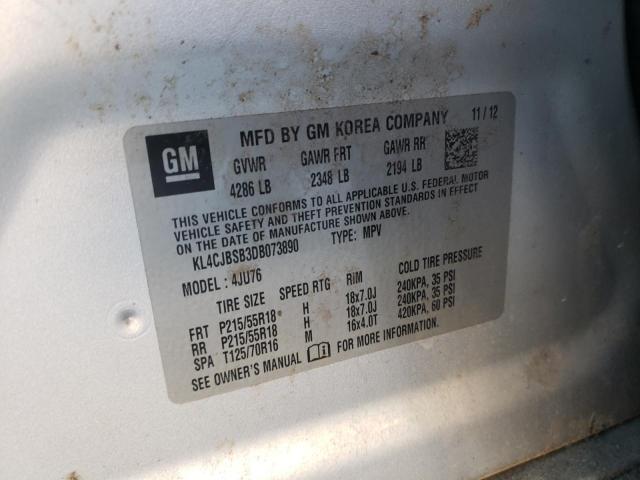 GM
MFD BY GM KOREA COMPANY 11 / 12
GVWR GAWR FRT GAWR RR
4286 LB 2348 LB 2194 LB
THIS VEHICLE CONFORMS TO ALL APPLICABLE U.S. FEDERAL MOTOR
VEHICLE SAFETY AND THEFT PREVENTION STANDARDS IN EFFECT
ON THE DATE OF MANUFACTURE SHOWN ABOVE.
KL4CJBSB3DB073890 TYPE: MPV
MODEL : 4JU76
TIRE SIZE SPEED RTG RIM COLD TIRE PRESSURE
FRT P215/55R18 H 18x7.0J 240KPA, 35 PSI
RR P215/55R18 H 18x7.0J 240KPA, 35 PSI
SPA T125/70R16 M 16x4.0T 420KPA, 60 PSI
SEE OWNER'S MANUAL FOR MORE INFORMATION.